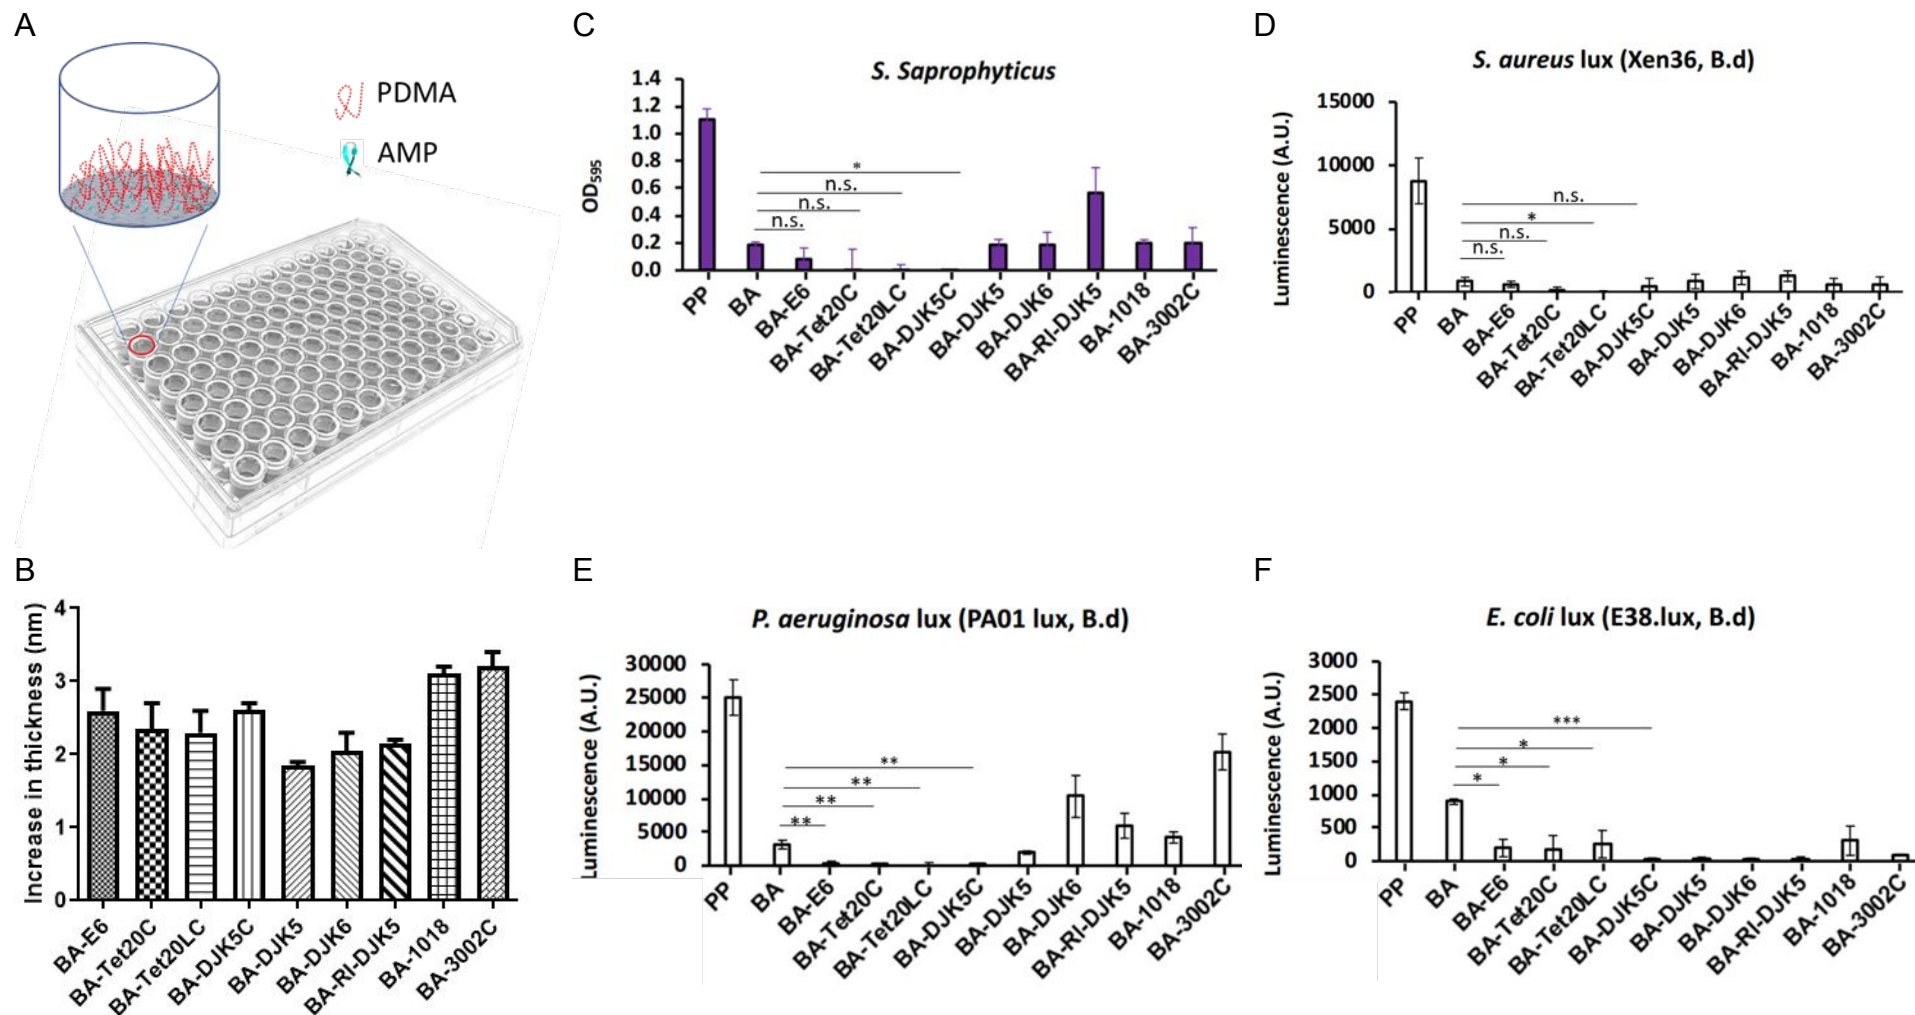 A
PDMA
AMP
B
Increase in thickness (nm)
4
3
2
1
0
BA-E6
BA-Tet20C
BA-Tet20LC
BA-DJK5C
BA-DJK5
BA-DJK6
BA-RI-DJK5
BA-1018
BA-3002C
C
S. Saprophyticus
OD595
1.4
1.2
1.0
0.8
0.6
0.4
0.2
0.0
*
n.s.
n.s.
n.s.
PP
BA
BA-E6
BA-Tet20C
BA-Tet20LC
BA-DJK5C
BA-DJK5
BA-DJK6
BA-RI-DJK5
BA-1018
BA-3002C
D
S. aureus lux (Xen36, B.d)
Luminescence (A.U.)
15000
10000
5000
0
n.s.
*
n.s.
n.s.
PP
BA
BA-E6
BA-Tet20C
BA-Tet20LC
BA-DJK5C
BA-DJK5
BA-DJK6
BA-RI-DJK5
BA-1018
BA-3002C
E
P. aeruginosa lux (PA01 lux, B.d)
Luminescence (A.U.)
30000
25000
20000
15000
10000
5000
0
**
**
**
**
PP
BA
BA-E6
BA-Tet20C
BA-Tet20LC
BA-DJK5C
BA-DJK5
BA-DJK6
BA-RI-DJK5
BA-1018
BA-3002C
F
E. coli lux (E38.lux, B.d)
Luminescence (A.U.)
3000
2500
2000
1500
1000
500
0
***
*
*
*
PP
BA
BA-E6
BA-Tet20C
BA-Tet20LC
BA-DJK5C
BA-DJK5
BA-DJK6
BA-RI-DJK5
BA-1018
BA-3002C